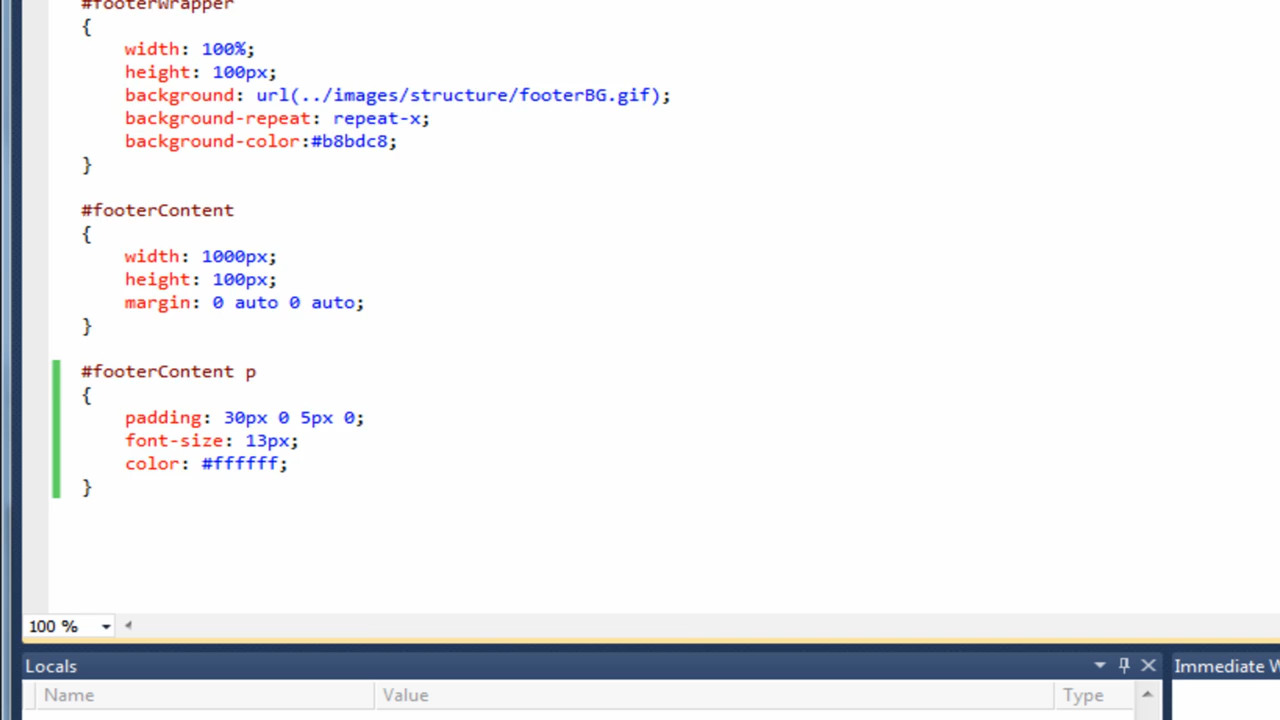 #footerWrapper
{
width: 100%;
height: 100px;
background: url(../images/structure/footerBG.gif);
background-repeat: repeat-x;
background-color:#b8bdc8;
}
#footerContent
{
width: 1000px;
height: 100px;
margin: 0 auto 0 auto;
}
#footerContent p
{
padding: 30px 0 5px 0;
font-size: 13px;
color: #ffffff;
}
100 %
Locals
Immediate W
Name Value Type